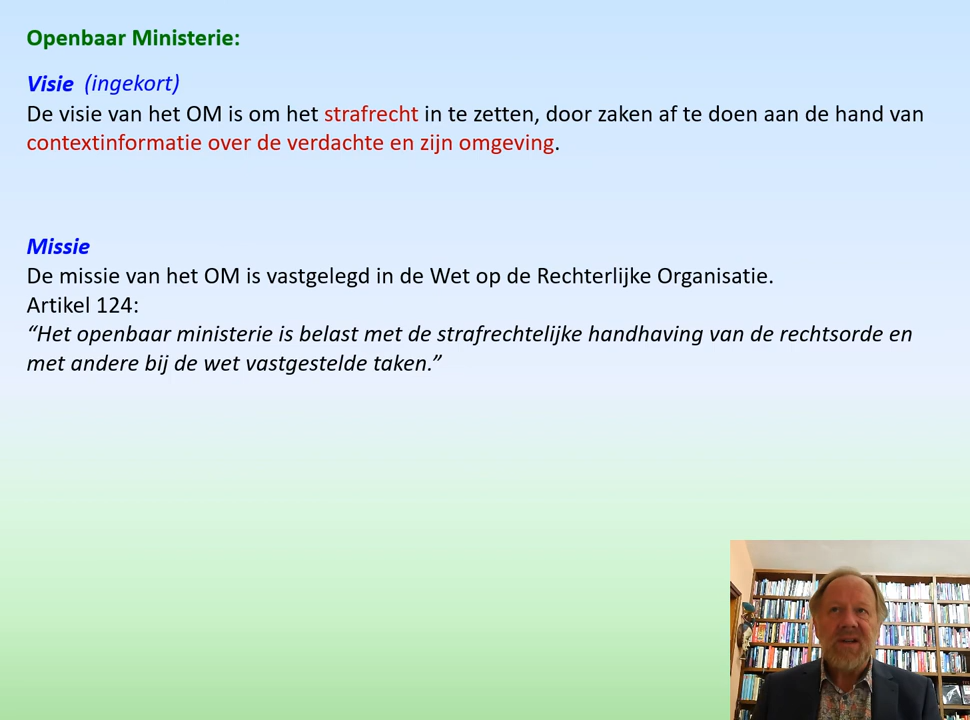 Openbaar Ministerie:
Visie (ingekort)
De visie van het OM is om het strafrecht in te zetten, door zaken af te doen aan de hand van
contextinformatie over de verdachte en zijn omgeving.
Missie
De missie van het OM is vastgelegd in de Wet op de Rechterlijke Organisatie.
Artikel 124:
“Het openbaar ministerie is belast met de strafrechtelijke handhaving van de rechtsorde en
met andere bij de wet vastgestelde taken.”